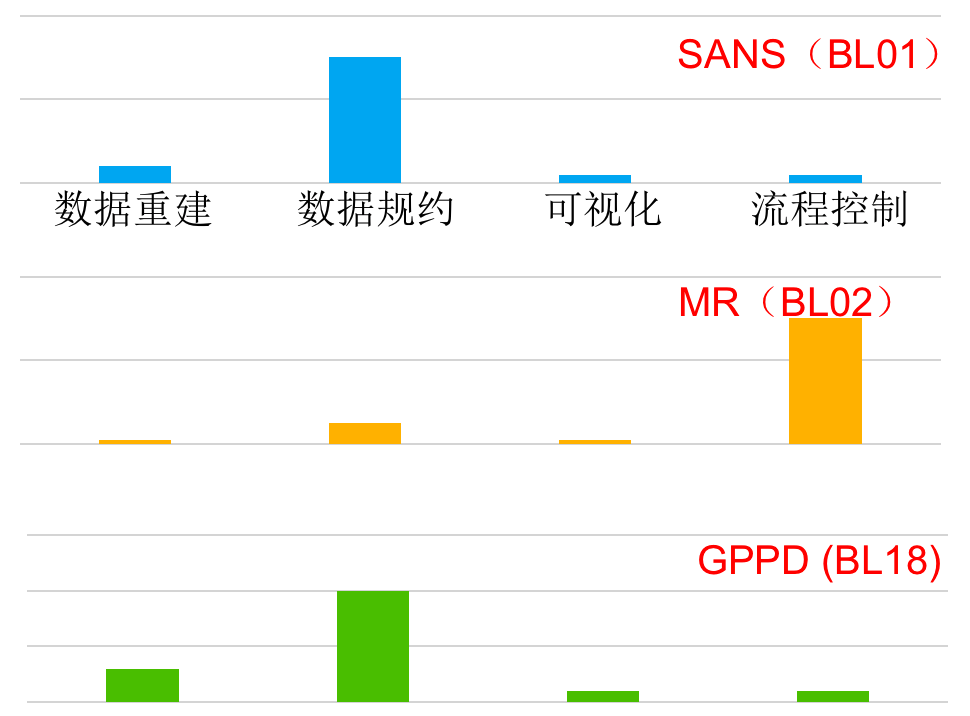 SANS（BL01）
数据重建 数据规约 可视化 流程控制
MR（BL02）
GPPD (BL18)